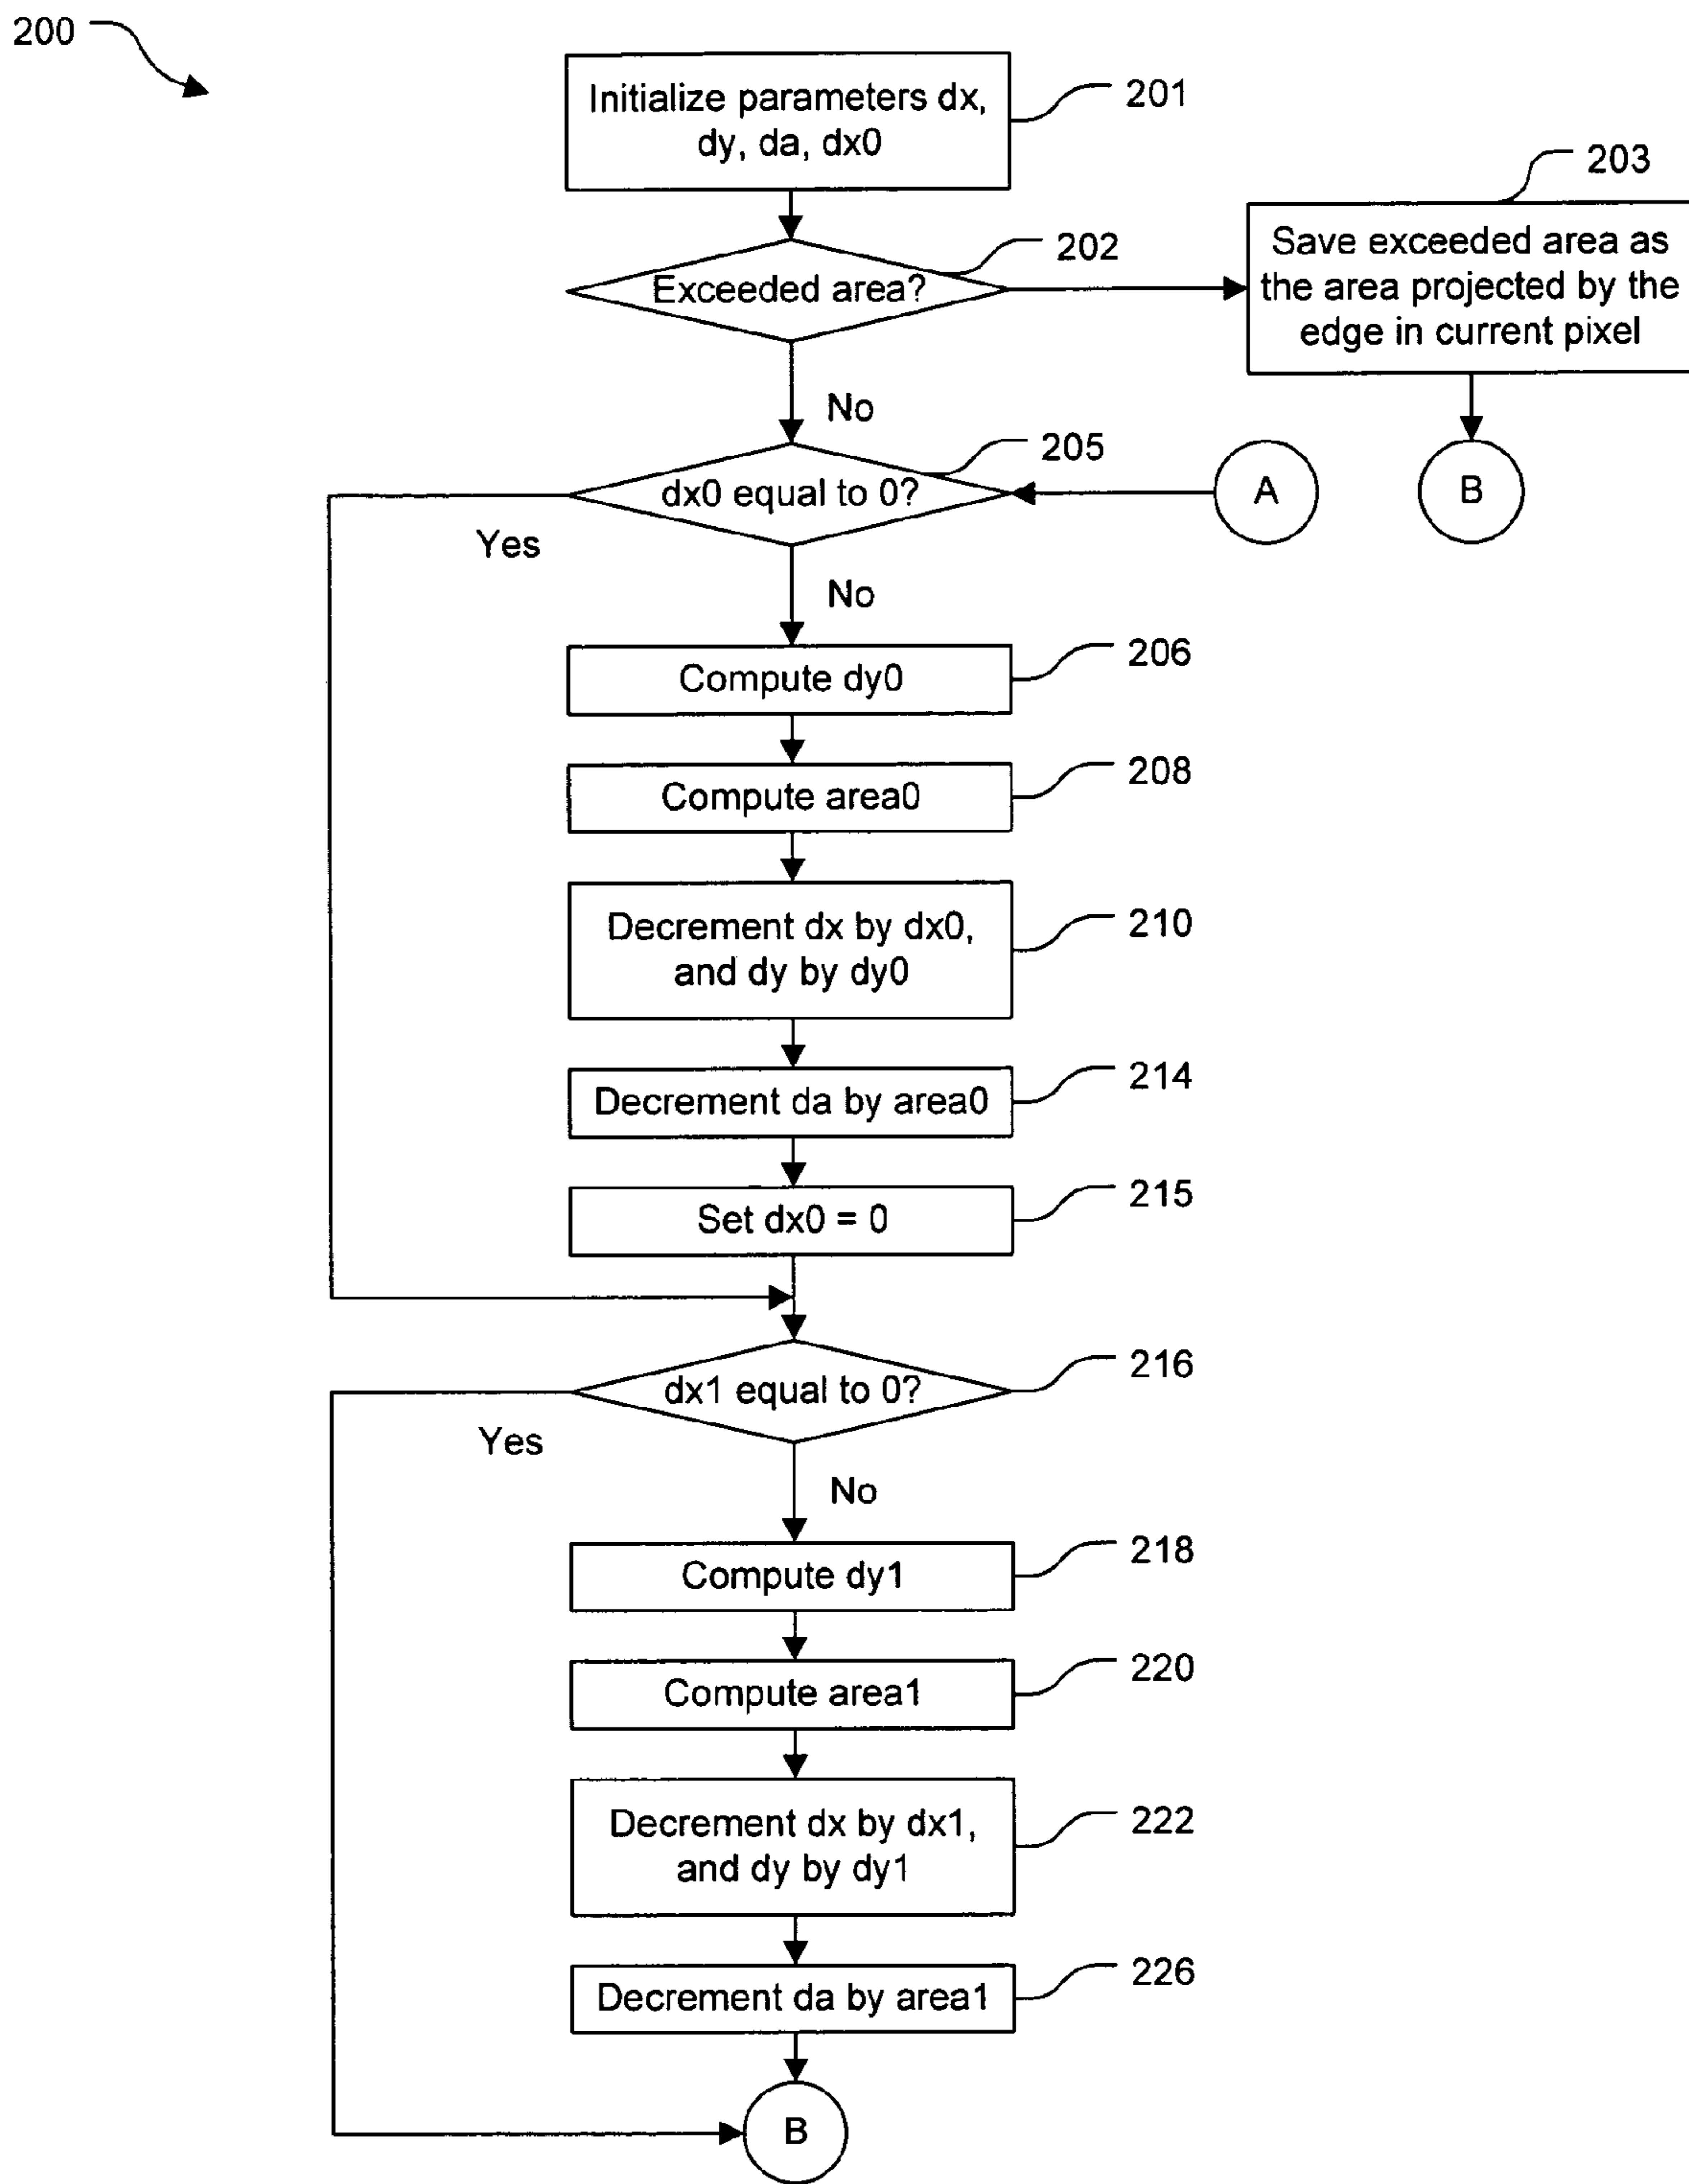 200
Initialize parameters dx,
dy, da, dx0
201
203
Exceeded area?
202
Save exceeded area as
the area projected by the
edge in current pixel
No
dx0 equal to 0?
205
A
B
Yes
No
Compute dy0
206
Compute area0
208
Decrement dx by dx0,
and dy by dy0
210
Decrement da by area0
214
Set dx0 = 0
215
dx1 equal to 0?
216
Yes
No
Compute dy1
218
Compute area1
220
Decrement dx by dx1,
and dy by dy1
222
Decrement da by area1
226
B